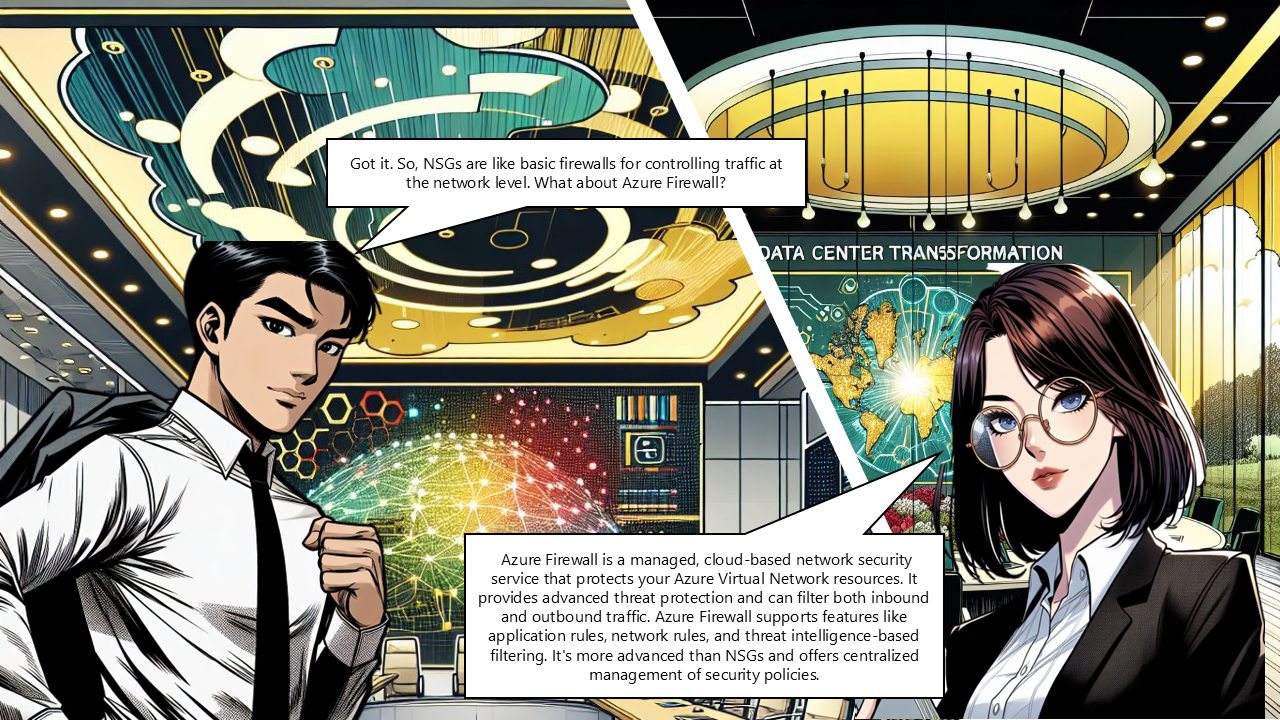 Got it. So, NSGs are like basic firewalls for controlling traffic at
the network level. What about Azure Firewall?
DATA CENTER TRANSSFORMATION
Azure Firewall is a managed, cloud-based network security
service that protects your Azure Virtual Network resources. It
provides advanced threat protection and can filter both inbound
and outbound traffic. Azure Firewall supports features like
application rules, network rules, and threat intelligence-based
filtering. It's more advanced than NSGs and offers centralized
management of security policies.